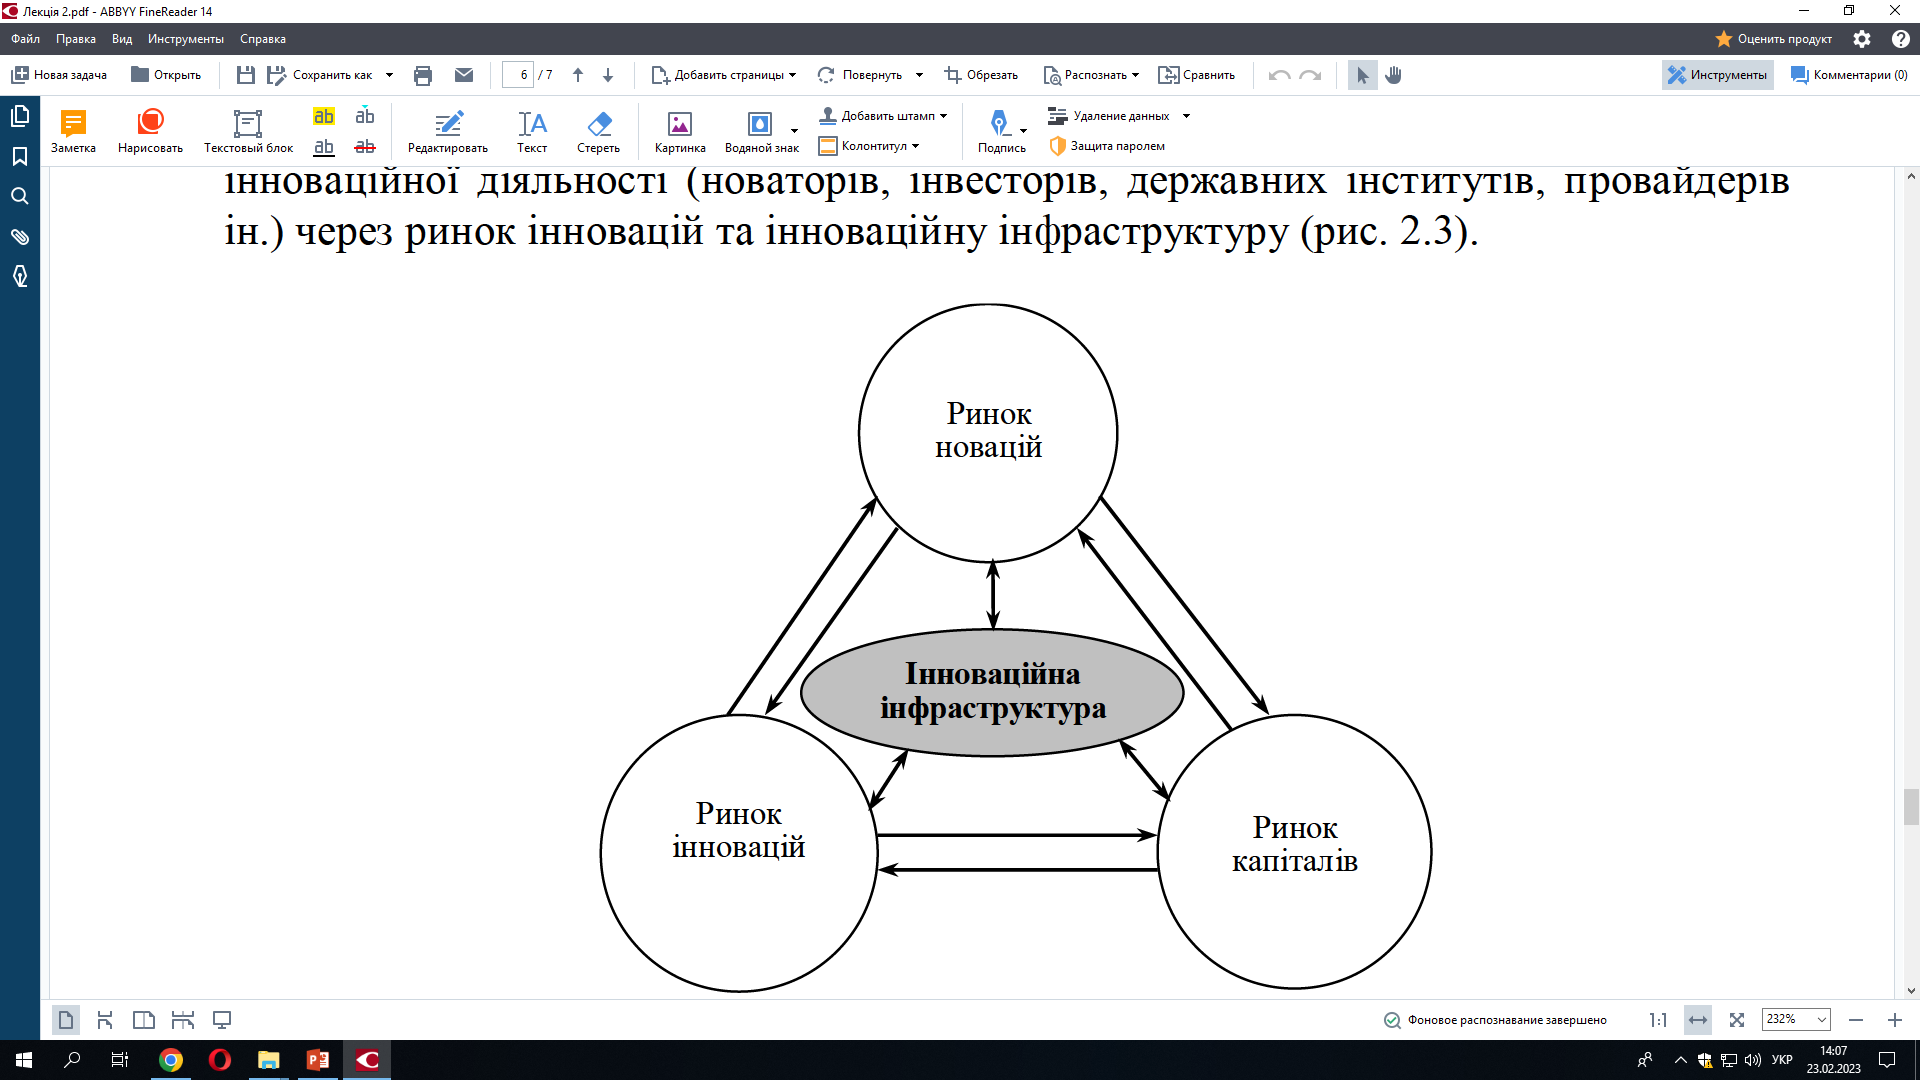 Лекція 2.pdf - ABBYY FineReader 14
Файл Правка Вид Инструменты Справка
Оценить продукт
Новая задача Открыть Сохранить как 6 / 7 Добавить страницы Повернуть Обрезать Распознать Сравнить Инструменты Комментарии (0)
Заметка Нарисовать Текстовый блок ab ab ab ab Редактировать Текст Стереть Картинка Водяной знак
Добавить штамп
Колонтитул
Подпись
Удаление данных
Защита паролем
інноваційної діяльності (новаторів, інвесторів, державних інститутів, провайдерів
ін.) через ринок інновацій та інноваційну інфраструктуру (рис. 2.3).
Ринок
новацій
Інноваційна
інфраструктура
Ринок
інновацій
Ринок
капіталів
Фоновое распознавание завершено 1:1 232%
УКР
14:07
23.02.2023